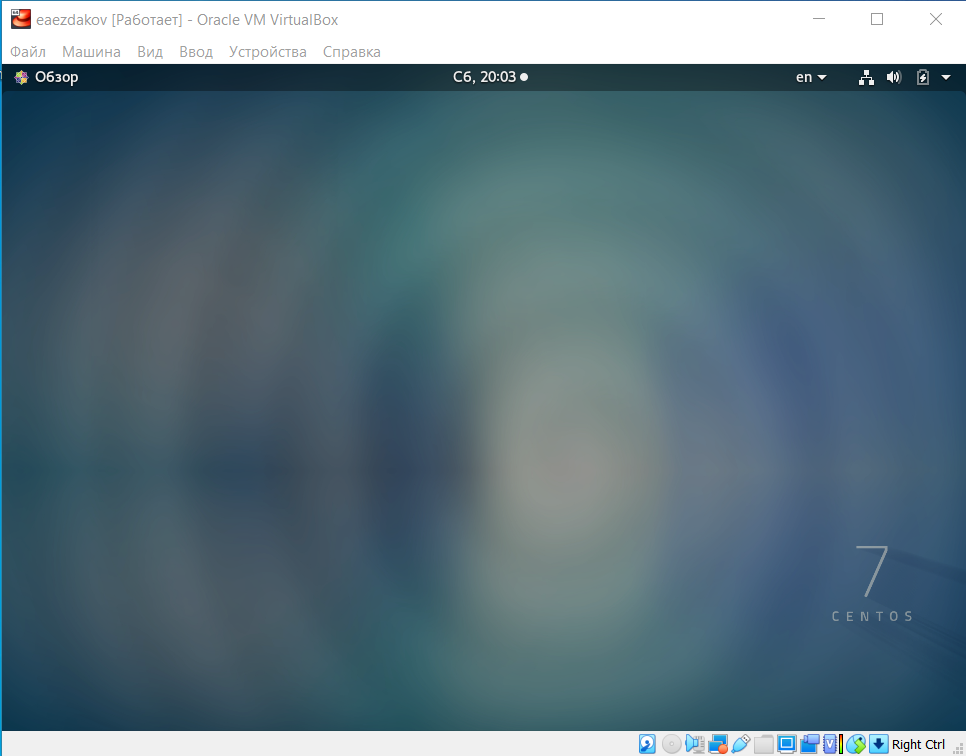 eaezdakov [Работает] - Oracle VM VirtualBox
Файл Машина Вид Ввод Устройства Справка
Обзор Сб, 20:03 en
7
CENTOS
Right Ctrl